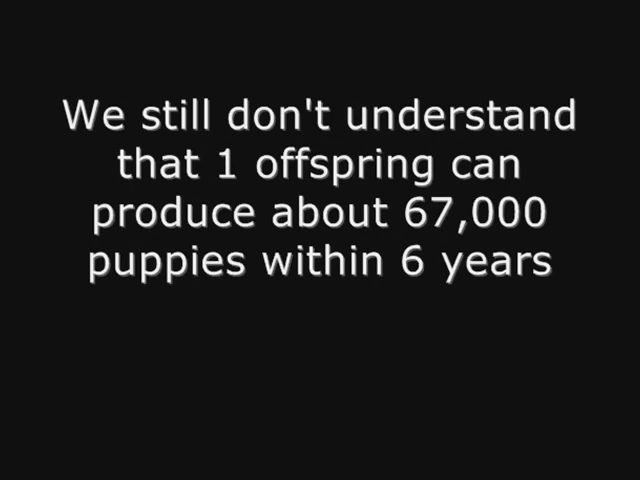 We still don't understand
that 1 offspring can
produce about 67,000
puppies within 6 years